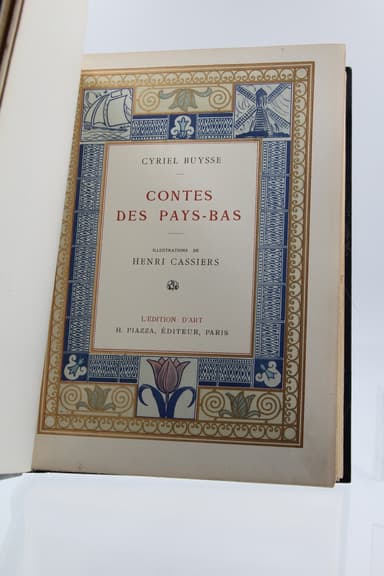 CYRIEL BUYSSE
CONTES
DES PAYS-BAS
ILLUSTRATIONS DE
HENRI CASSIERS
L'ÉDITION D'ART
H. PIAZZA, ÉDITEUR, PARIS